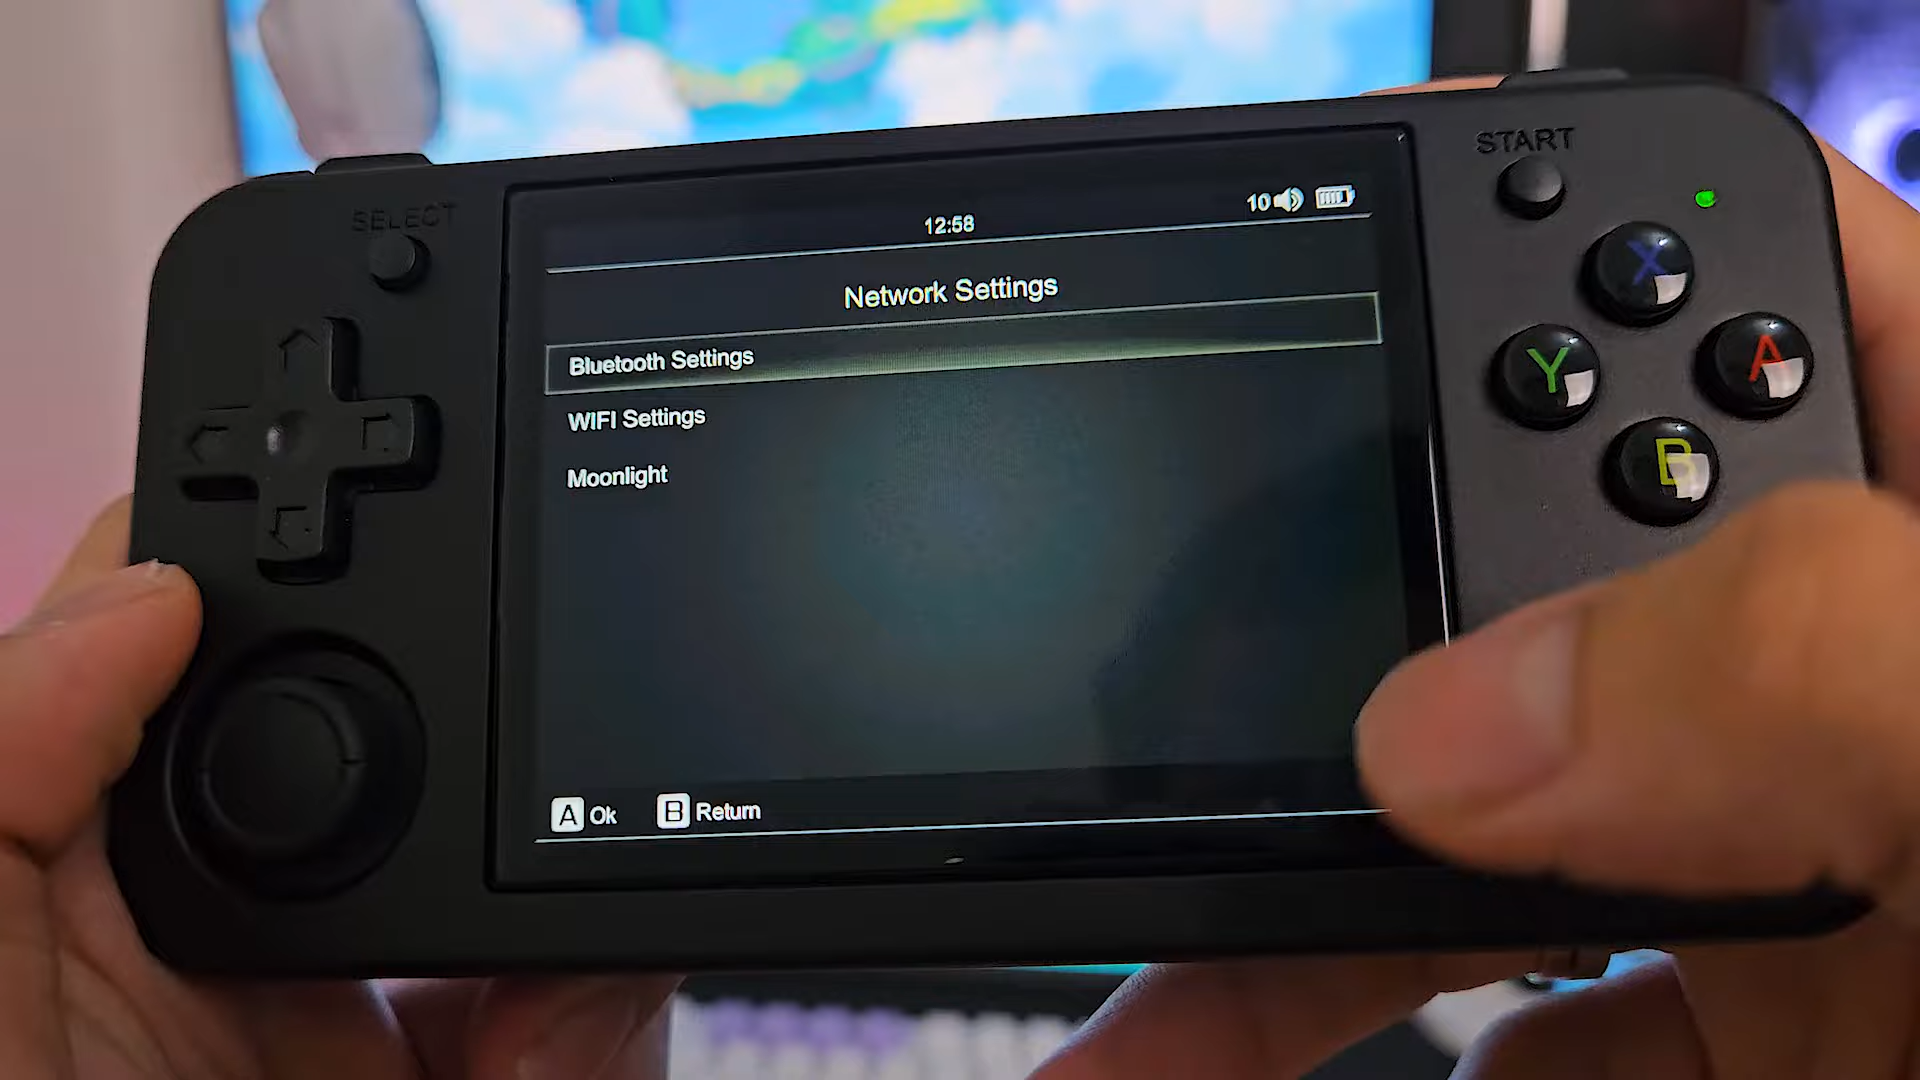 SELECT
START
12:58
10
Network Settings
Bluetooth Settings
WIFI Settings
Moonlight
A Ok
B Return
X
Y
A
B